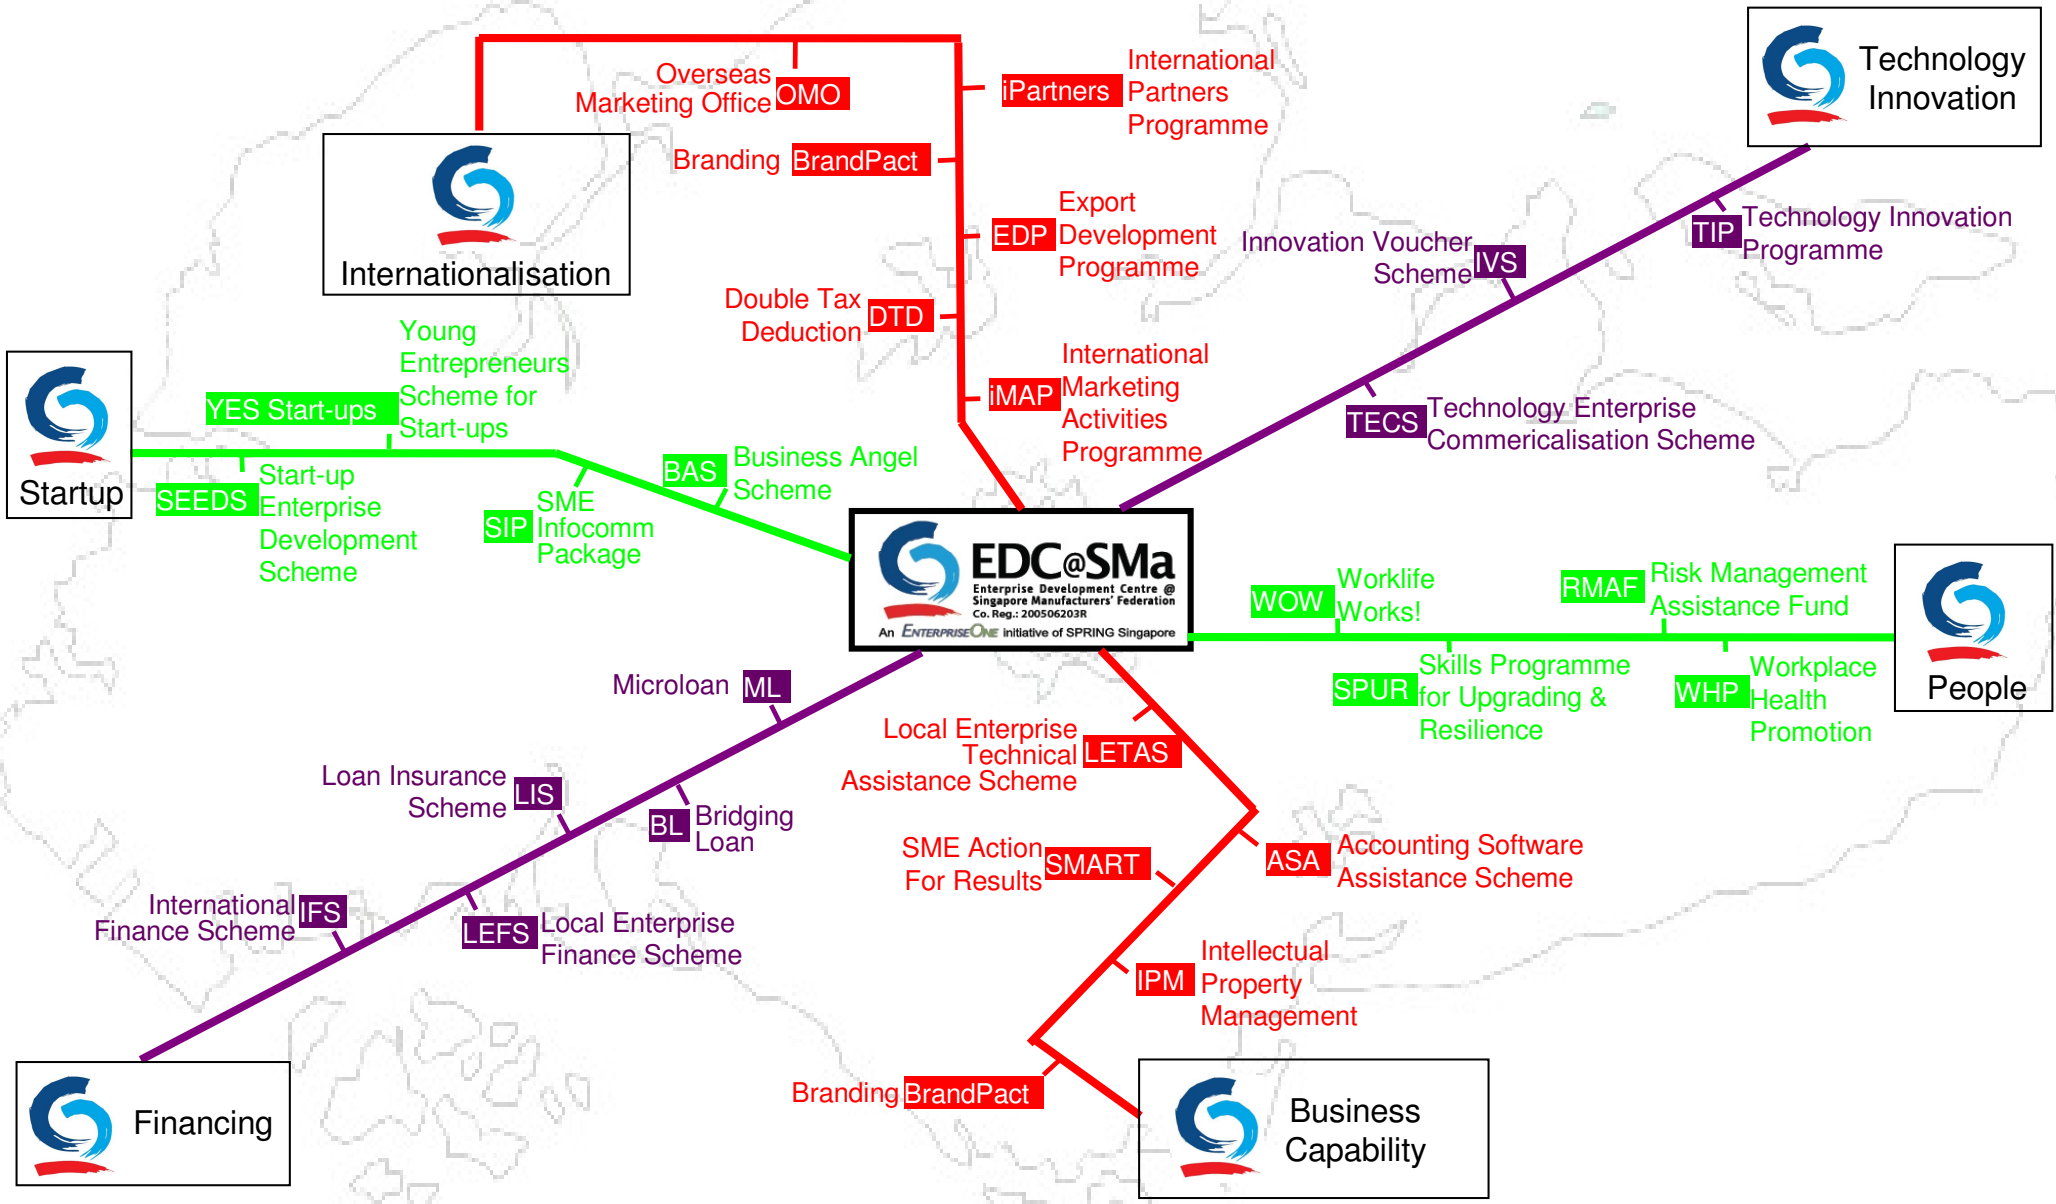 Technology
Innovation
Overseas
Marketing Office
OMO
iPartners
International
Partners
Programme
Branding
BrandPact
EDP
Export
Development
Programme
Double Tax
Deduction
DTD
iMAP
International
Marketing
Activities
Programme
Internationalisation
Innovation Voucher
Scheme
IVS
TIP
Technology Innovation
Programme
TECS
Technology Enterprise
Commericalisation Scheme
Startup
YES Start-ups
Young
Entrepreneurs
Scheme for
Start-ups
SEEDS
Start-up
Enterprise
Development
Scheme
SIP
SME
Infocomm
Package
BAS
Business Angel
Scheme
EDC@SMa
Enterprise Development Centre @
Singapore Manufacturers' Federation
Co. Reg.: 200506203R
An ENTERPRISEONE initiative of SPRING Singapore
WOW
Worklife
Works!
RMAF
Risk Management
Assistance Fund
SPUR
Skills Programme
for Upgrading &
Resilience
WHP
Workplace
Health
Promotion
People
Microloan
ML
Loan Insurance
Scheme
LIS
BL
Bridging
Loan
International
Finance Scheme
IFS
LEFS
Local Enterprise
Finance Scheme
Financing
Local Enterprise
Technical
Assistance Scheme
LETAS
SME Action
For Results
SMART
ASA
Accounting Software
Assistance Scheme
IPM
Intellectual
Property
Management
Branding
BrandPact
Business
Capability